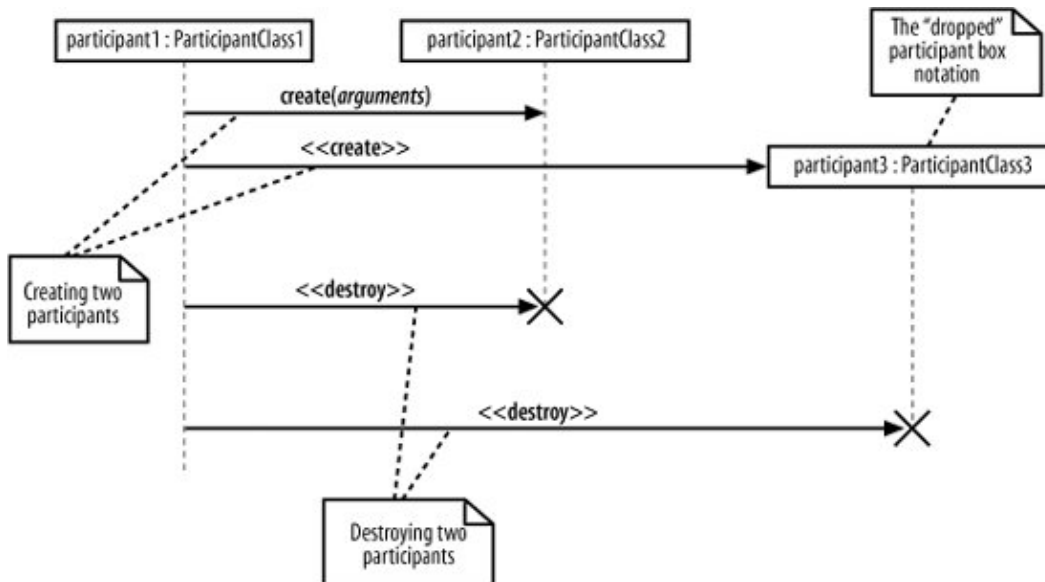 participant1 : ParticipantClass1
participant2 : ParticipantClass2
The “dropped”
participant box
notation
create(arguments)
<<create>>
participant3 : ParticipantClass3
Creating two
participants
<<destroy>>
<<destroy>>
Destroying two
participants